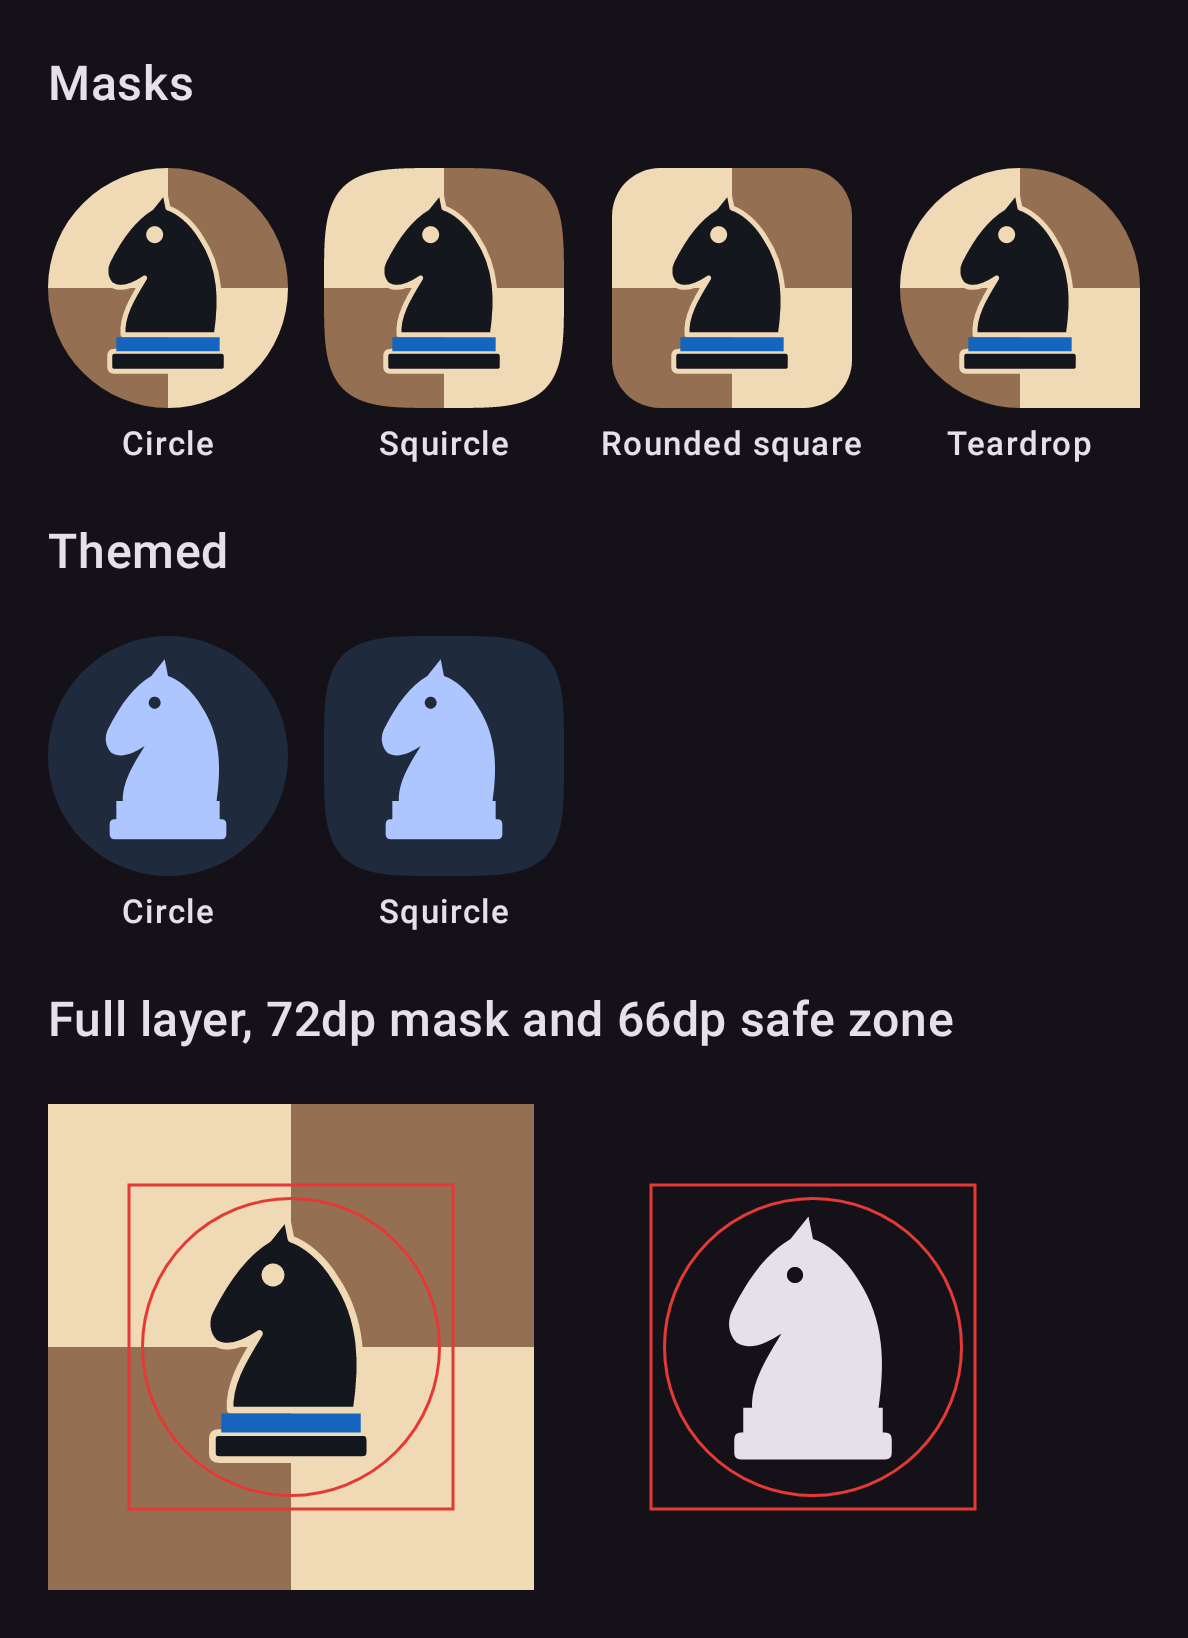 Masks
Circle Squircle Rounded square Teardrop
Themed
Circle Squircle
Full layer, 72dp mask and 66dp safe zone